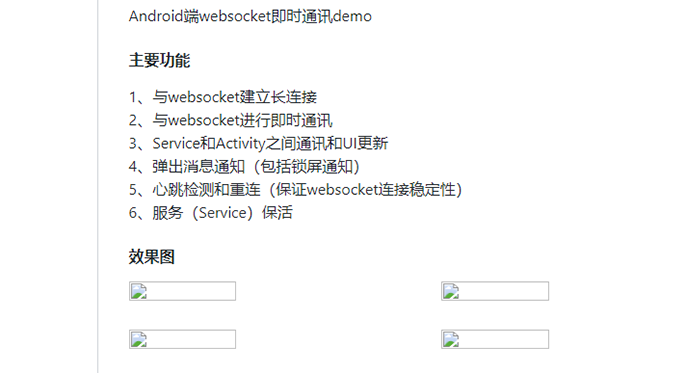 Android端websocket即时通讯demo
主要功能
1、与websocket建立长连接
2、与websocket进行即时通讯
3、Service和Activity之间通讯和UI更新
4、弹出消息通知（包括锁屏通知）
5、心跳检测和重连（保证websocket连接稳定性）
6、服务（Service）保活
效果图